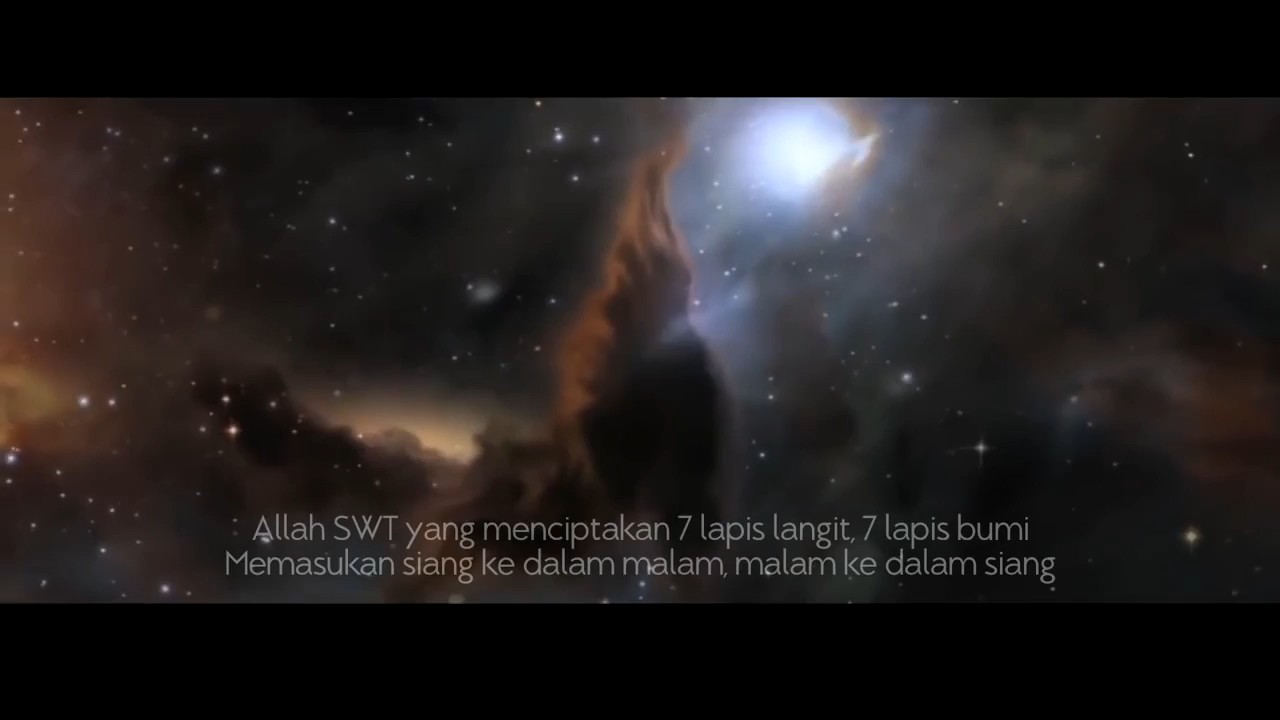 Allah SWT yang menciptakan 7 lapis langit, 7 lapis bumi
Memasukan siang ke dalam malam, malam ke dalam siang